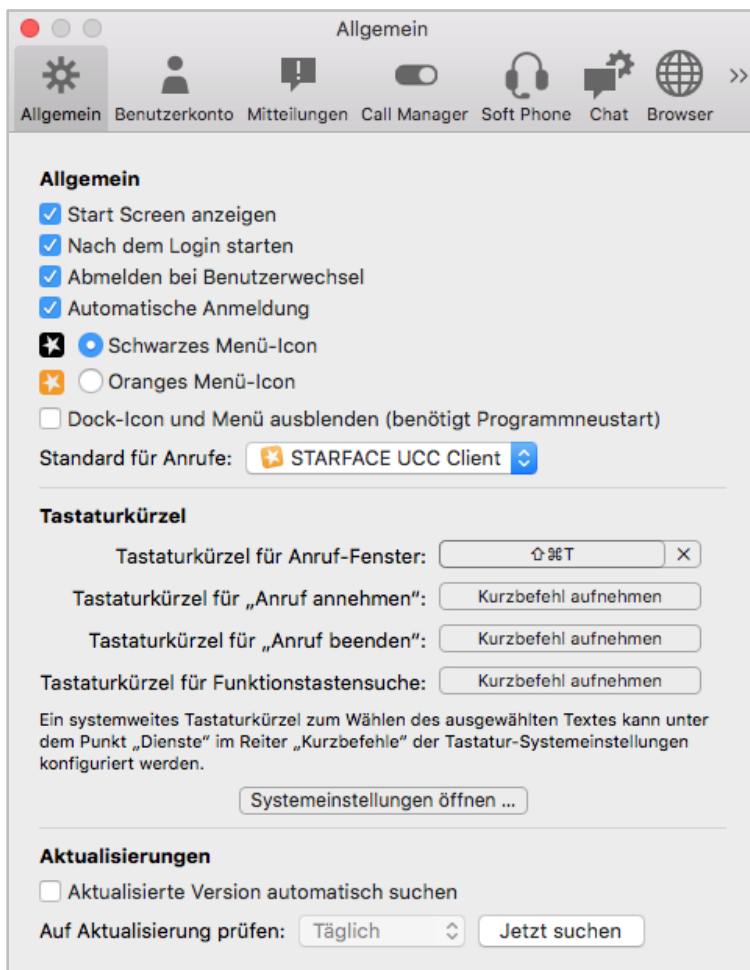 Allgemein
Allgemein Benutzerkonto Mitteilungen Call Manager Soft Phone Chat Browser
Allgemein
Start Screen anzeigen
Nach dem Login starten
Abmelden bei Benutzerwechsel
Automatische Anmeldung
Schwarzes Menü-Icon
Oranges Menü-Icon
Dock-Icon und Menü ausblenden (benötigt Programmneustart)
Standard für Anrufe: STARFACE UCC Client
Tastaturkürzel
Tastaturkürzel für Anruf-Fenster: ⇧⌘T
Tastaturkürzel für „Anruf annehmen“: Kurzbefehl aufnehmen
Tastaturkürzel für „Anruf beenden“: Kurzbefehl aufnehmen
Tastaturkürzel für Funktionstastensuche: Kurzbefehl aufnehmen
Ein systemweites Tastaturkürzel zum Wählen des ausgewählten Textes kann unter
dem Punkt „Dienste“ im Reiter „Kurzbefehle“ der Tastatur-Systemeinstellungen
konfiguriert werden.
Systemeinstellungen öffnen ...
Aktualisierungen
Aktualisierte Version automatisch suchen
Auf Aktualisierung prüfen: Täglich Jetzt suchen